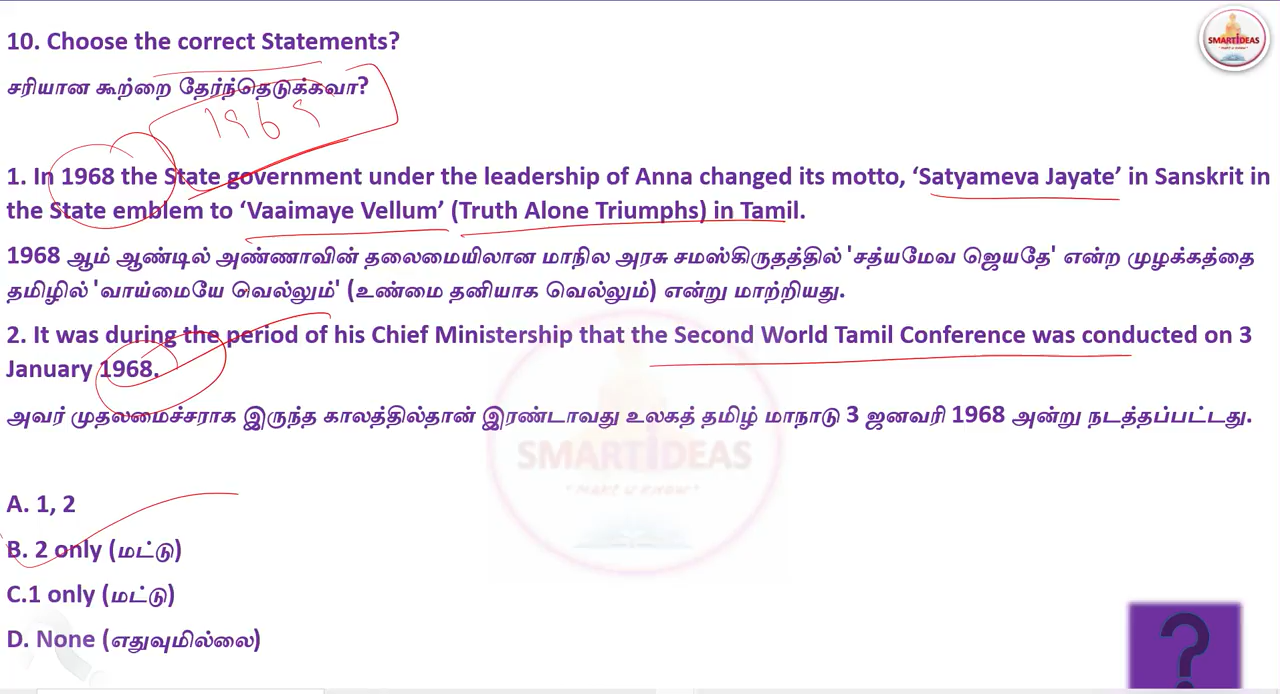 SMARTIDEAS
10. Choose the correct Statements?
சரியான கூற்றை தேர்ந்தெடுக்கவா?
1969
1. In 1968 the State government under the leadership of Anna changed its motto, ‘Satyameva Jayate’ in Sanskrit in
the State emblem to ‘Vaaimaye Vellum’ (Truth Alone Triumphs) in Tamil.
1968 ஆம் ஆண்டில் அண்ணாவின் தலைமையிலான மாநில அரசு சமஸ்கிருதத்தில் 'சத்யமேவ ஜெயதே' என்ற முழக்கத்தை
தமிழில் 'வாய்மையே வெல்லும்' (உண்மை தனியாக வெல்லும்) என்று மாற்றியது.
2. It was during the period of his Chief Ministership that the Second World Tamil Conference was conducted on 3
January 1968.
அவர் முதலமைச்சராக இருந்த காலத்தில்தான் இரண்டாவது உலகத் தமிழ் மாநாடு 3 ஜனவரி 1968 அன்று நடத்தப்பட்டது.
SMARTIDEAS
"MAKE U KNOW"
A. 1, 2
B. 2 only (மட்டு)
C.1 only (மட்டு)
D. None (எதுவுமில்லை)
?